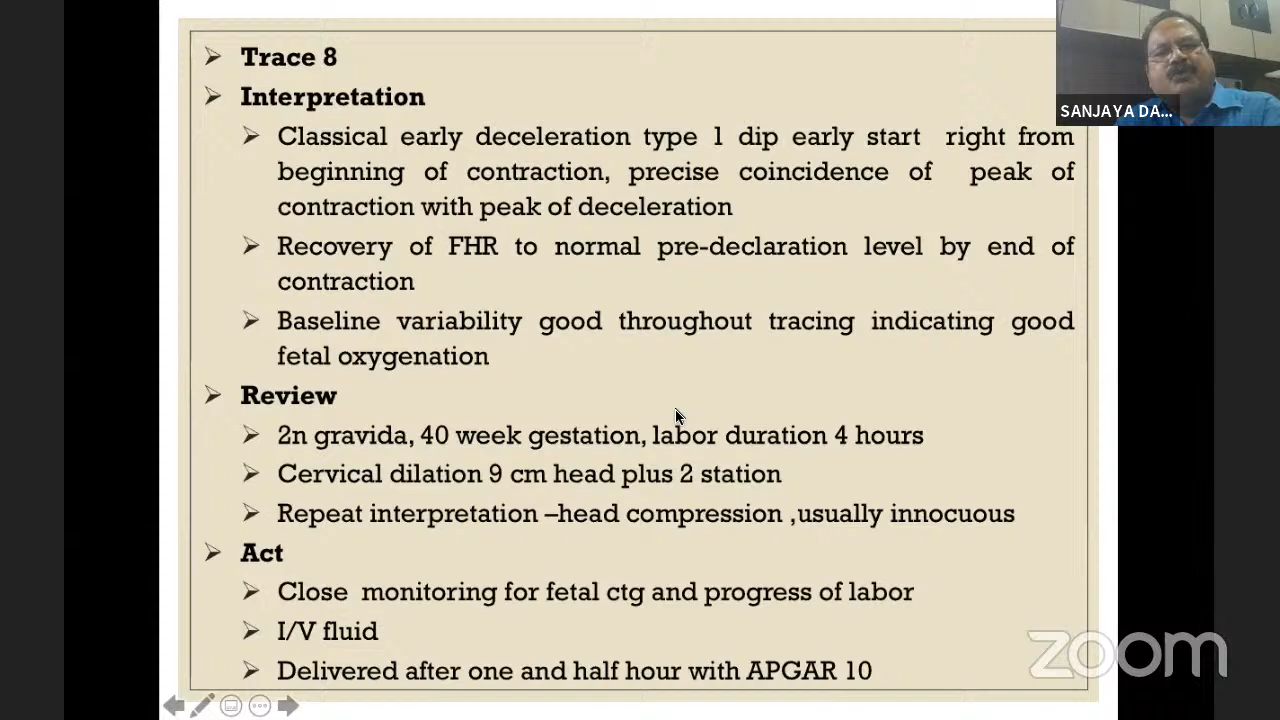 Trace 8
Interpretation
Classical early deceleration type 1 dip early start right from
beginning of contraction, precise coincidence of peak of
contraction with peak of deceleration
Recovery of FHR to normal pre-declaration level by end of
contraction
Baseline variability good throughout tracing indicating good
fetal oxygenation
Review
2n gravida, 40 week gestation, labor duration 4 hours
Cervical dilation 9 cm head plus 2 station
Repeat interpretation –head compression ,usually innocuous
Act
Close monitoring for fetal ctg and progress of labor
I/V fluid
Delivered after one and half hour with APGAR 10
SANJAYA DA...
zoom